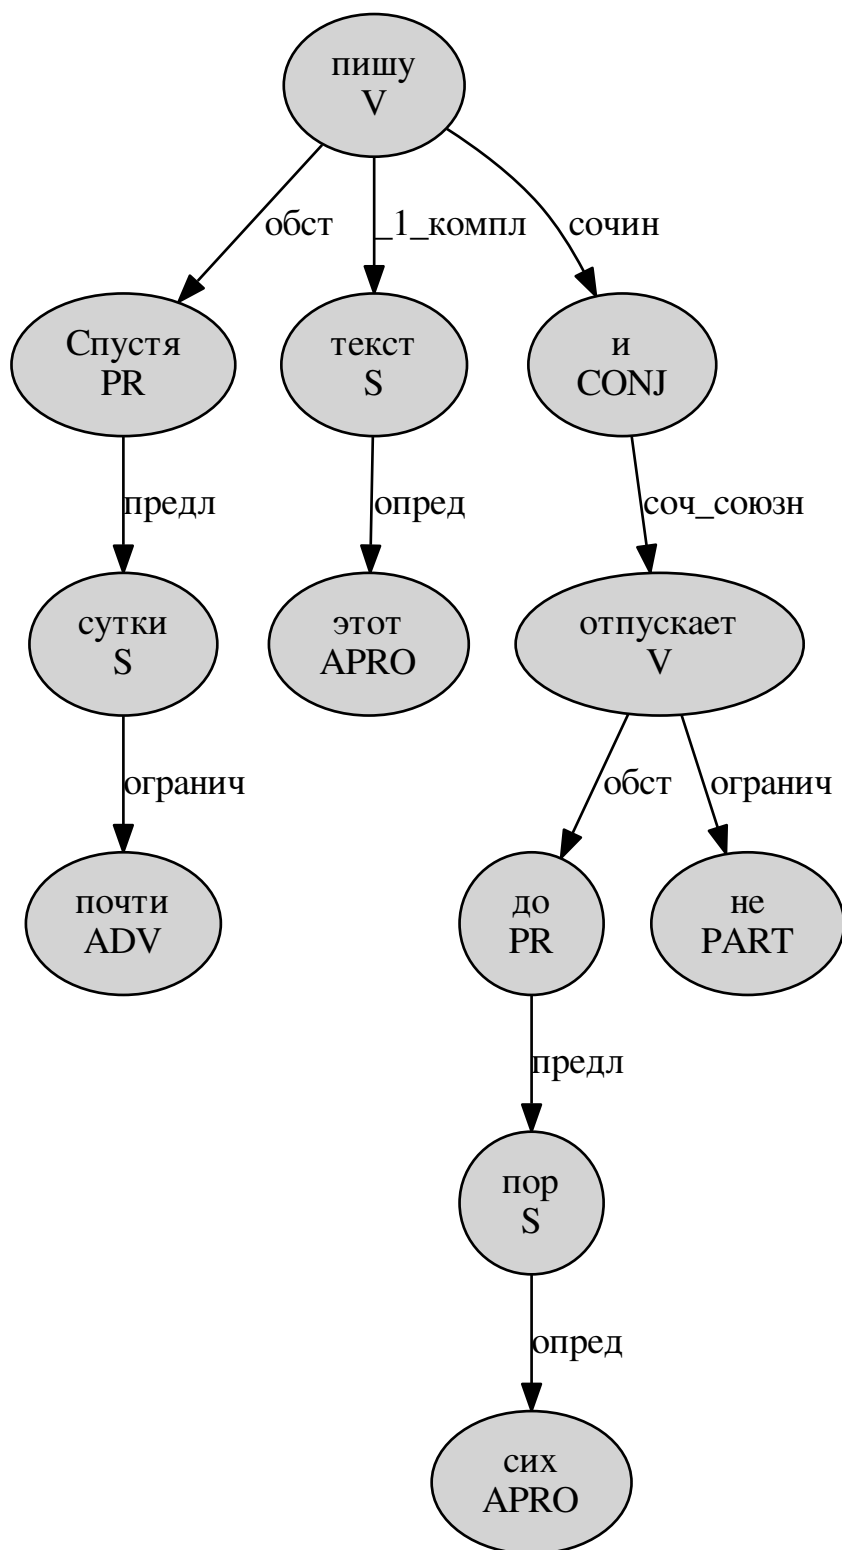 пишу
V
обст
_1_компл
сочин
Спустя
PR
текст
S
и
CONJ
предл
опред
соч_союзн
сутки
S
этот
APRO
отпускает
V
огранич
обст
огранич
почти
ADV
до
PR
не
PART
предл
пор
S
опред
сих
APRO